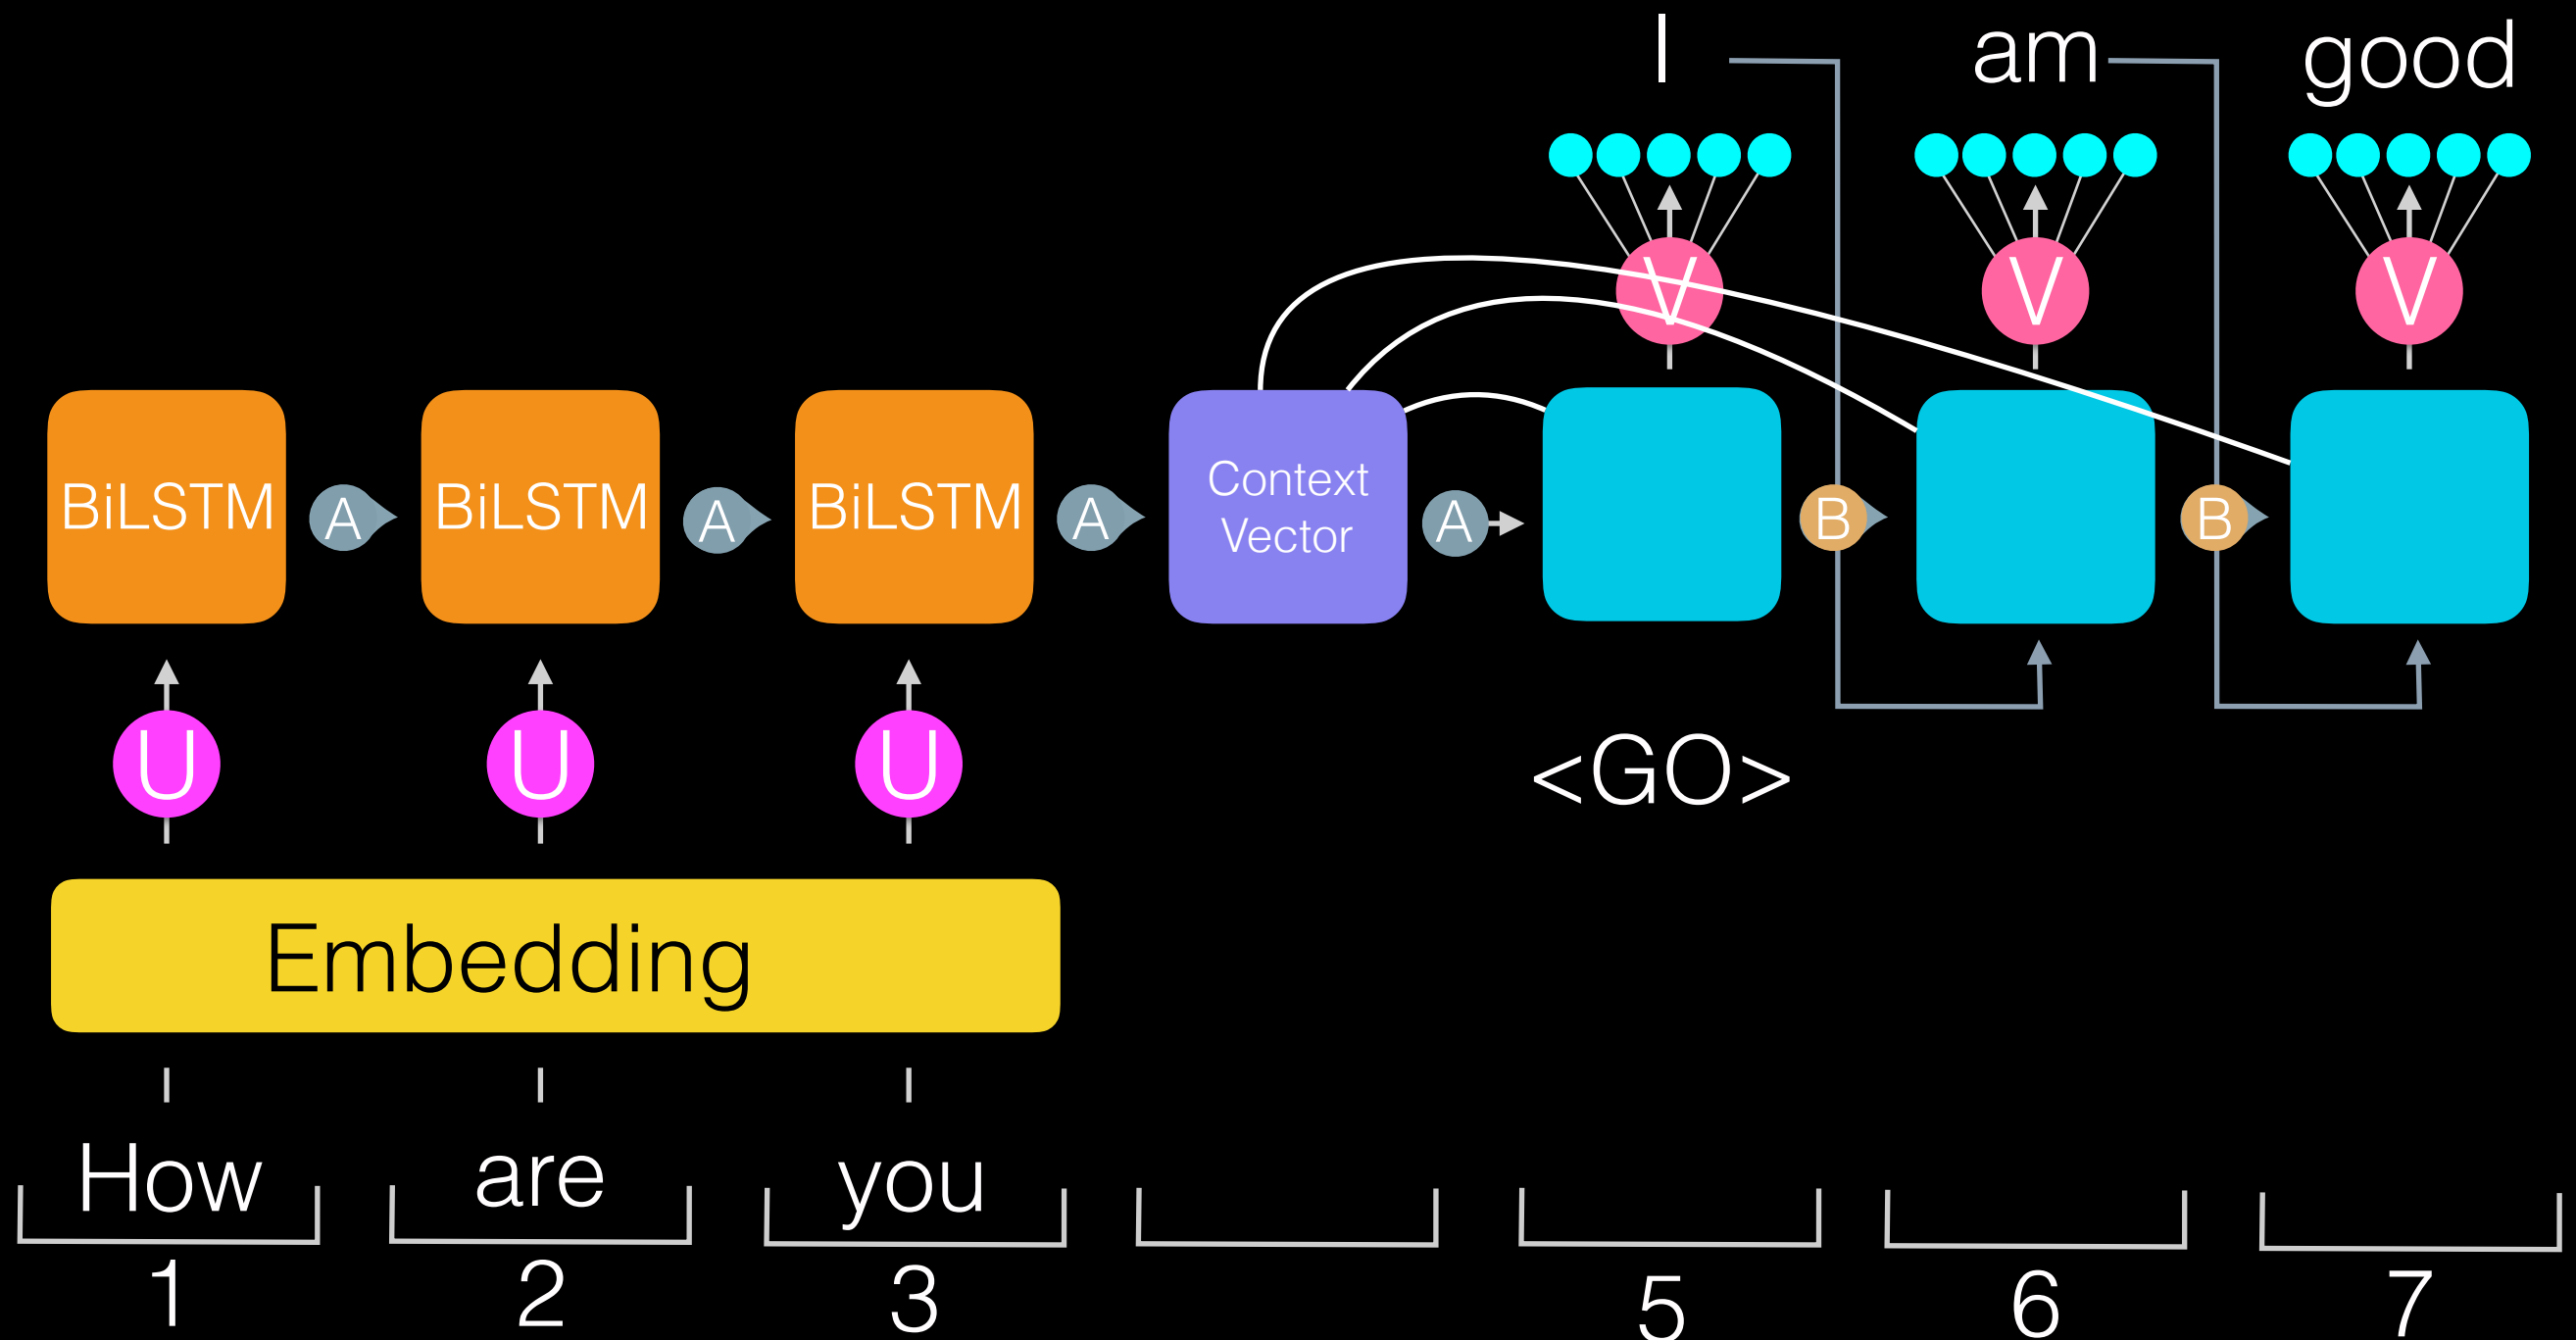 I am good
V V V
BiLSTM A BiLSTM A BiLSTM A Context Vector A B B
U U U
<GO>
Embedding
How are you
1 2 3 5 6 7